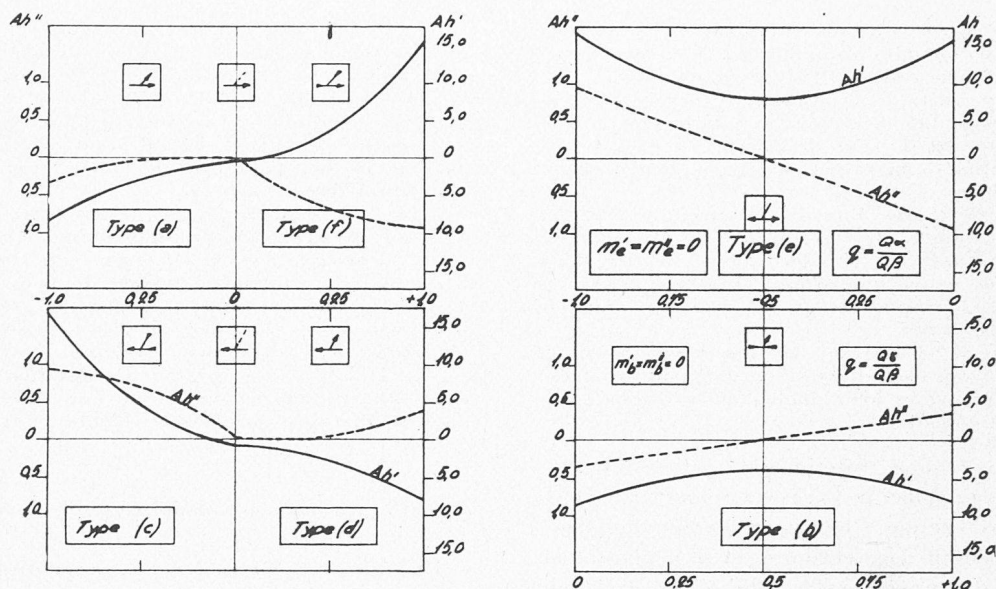 Ah" Ah'
15,0
1,0 10,0
0,5 5,0
0
0,5 5,0
1,0 Type (a) Type (f) 10,0
15,0
-1,0 0,25 0 0,25 +1,0
Ah" Ah
15,0
1,0 Ah' 10,0
0,5 5,0
0
0,5 Ah" 5,0
1,0 m'e = m"e = 0 Type (e) q = Qα/Qβ 10,0
15,0
-1,0 0,75 -0,5 0,25 0
15,0
1,0 10,0
0,5 Ah" 5,0
0
0,5 Ah' 5,0
1,0 Type (c) Type (d) 10,0
15,0
15,0
1,0 m'b = m"b = 0 q = Qα/Qβ 10,0
0,5 Ah" 5,0
0
0,5 Ah' 5,0
1,0 Type (b) 10,0
15,0
0 0,25 0,5 0,75 +1,0